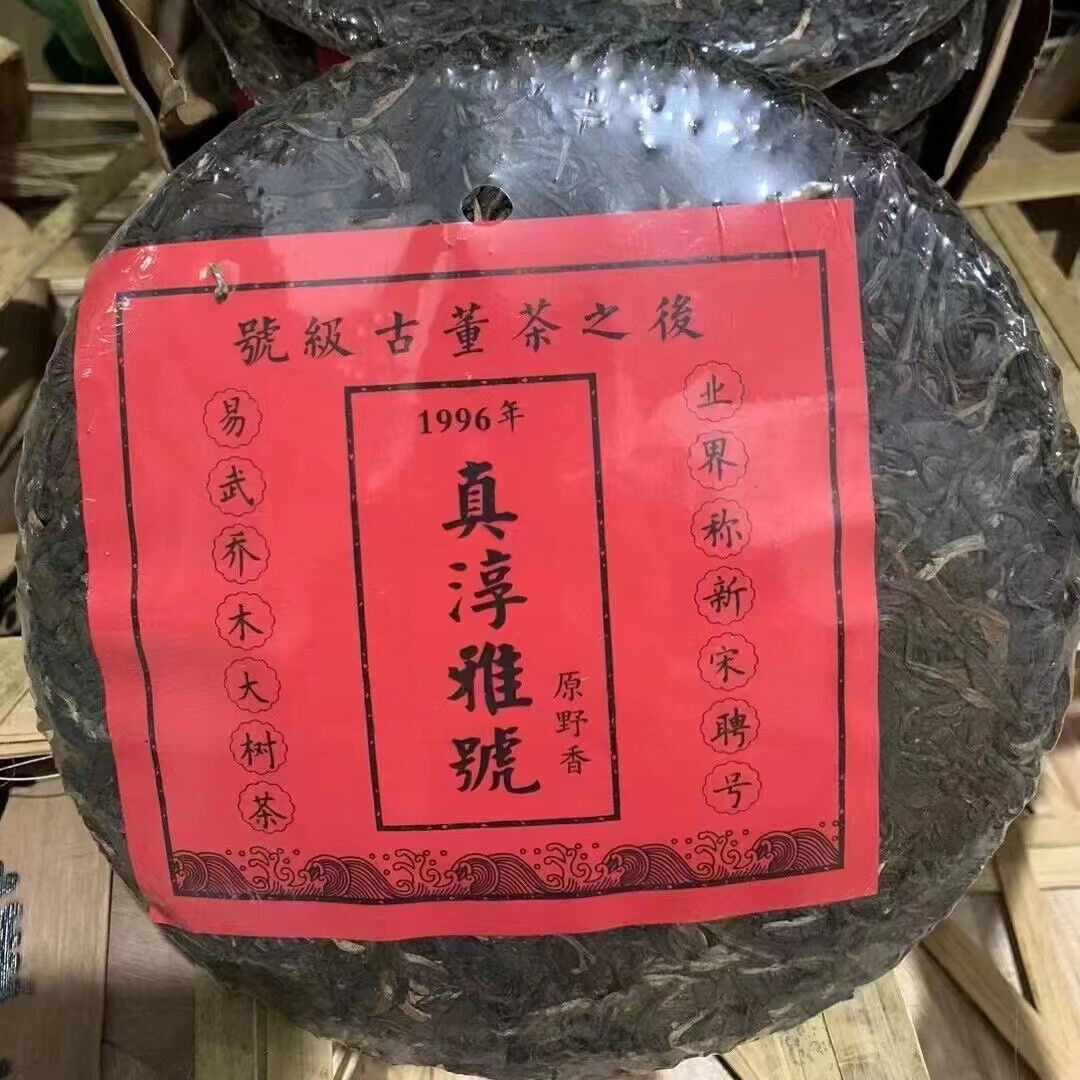 號級古董茶之後
易武乔木大树茶
1996年
真淳雅號
原野香
业界称新宋聘号